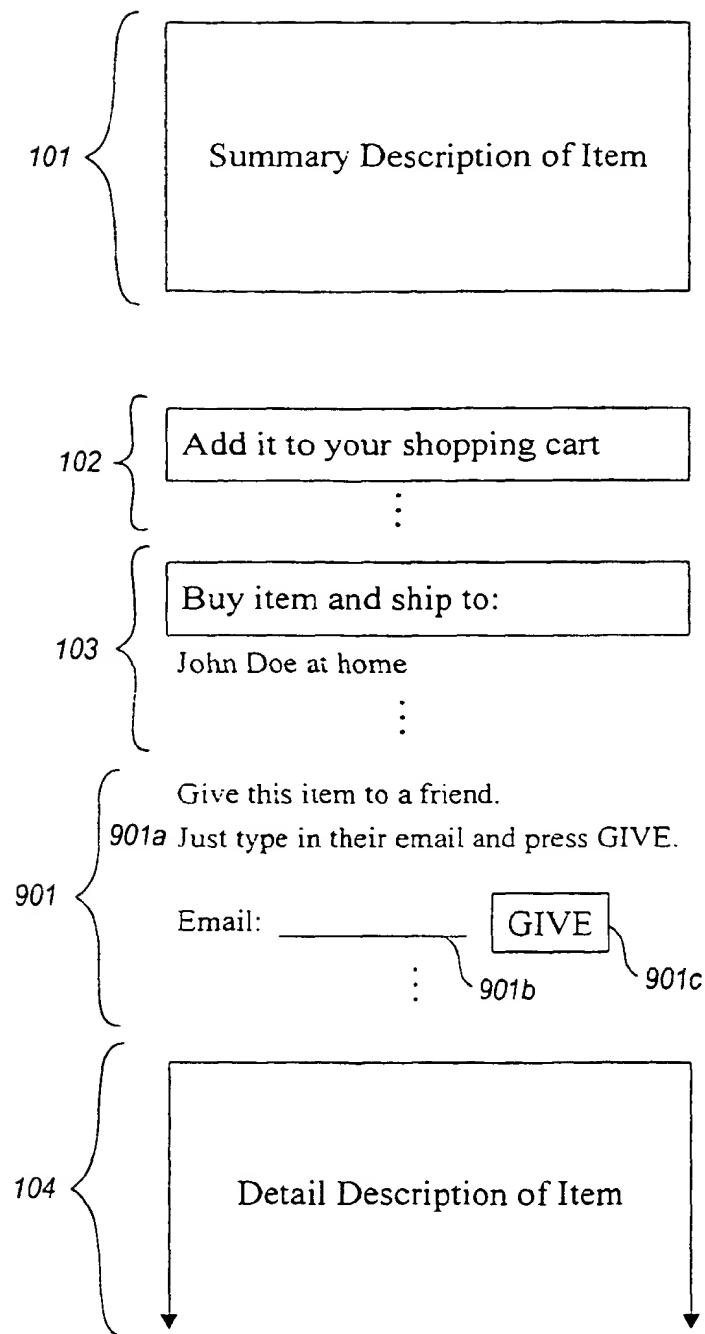 101
Summary Description of Item
102
Add it to your shopping cart
103
Buy item and ship to:
John Doe at home
901
Give this item to a friend.
901a Just type in their email and press GIVE.
Email: GIVE
901b
901c
104
Detail Description of Item